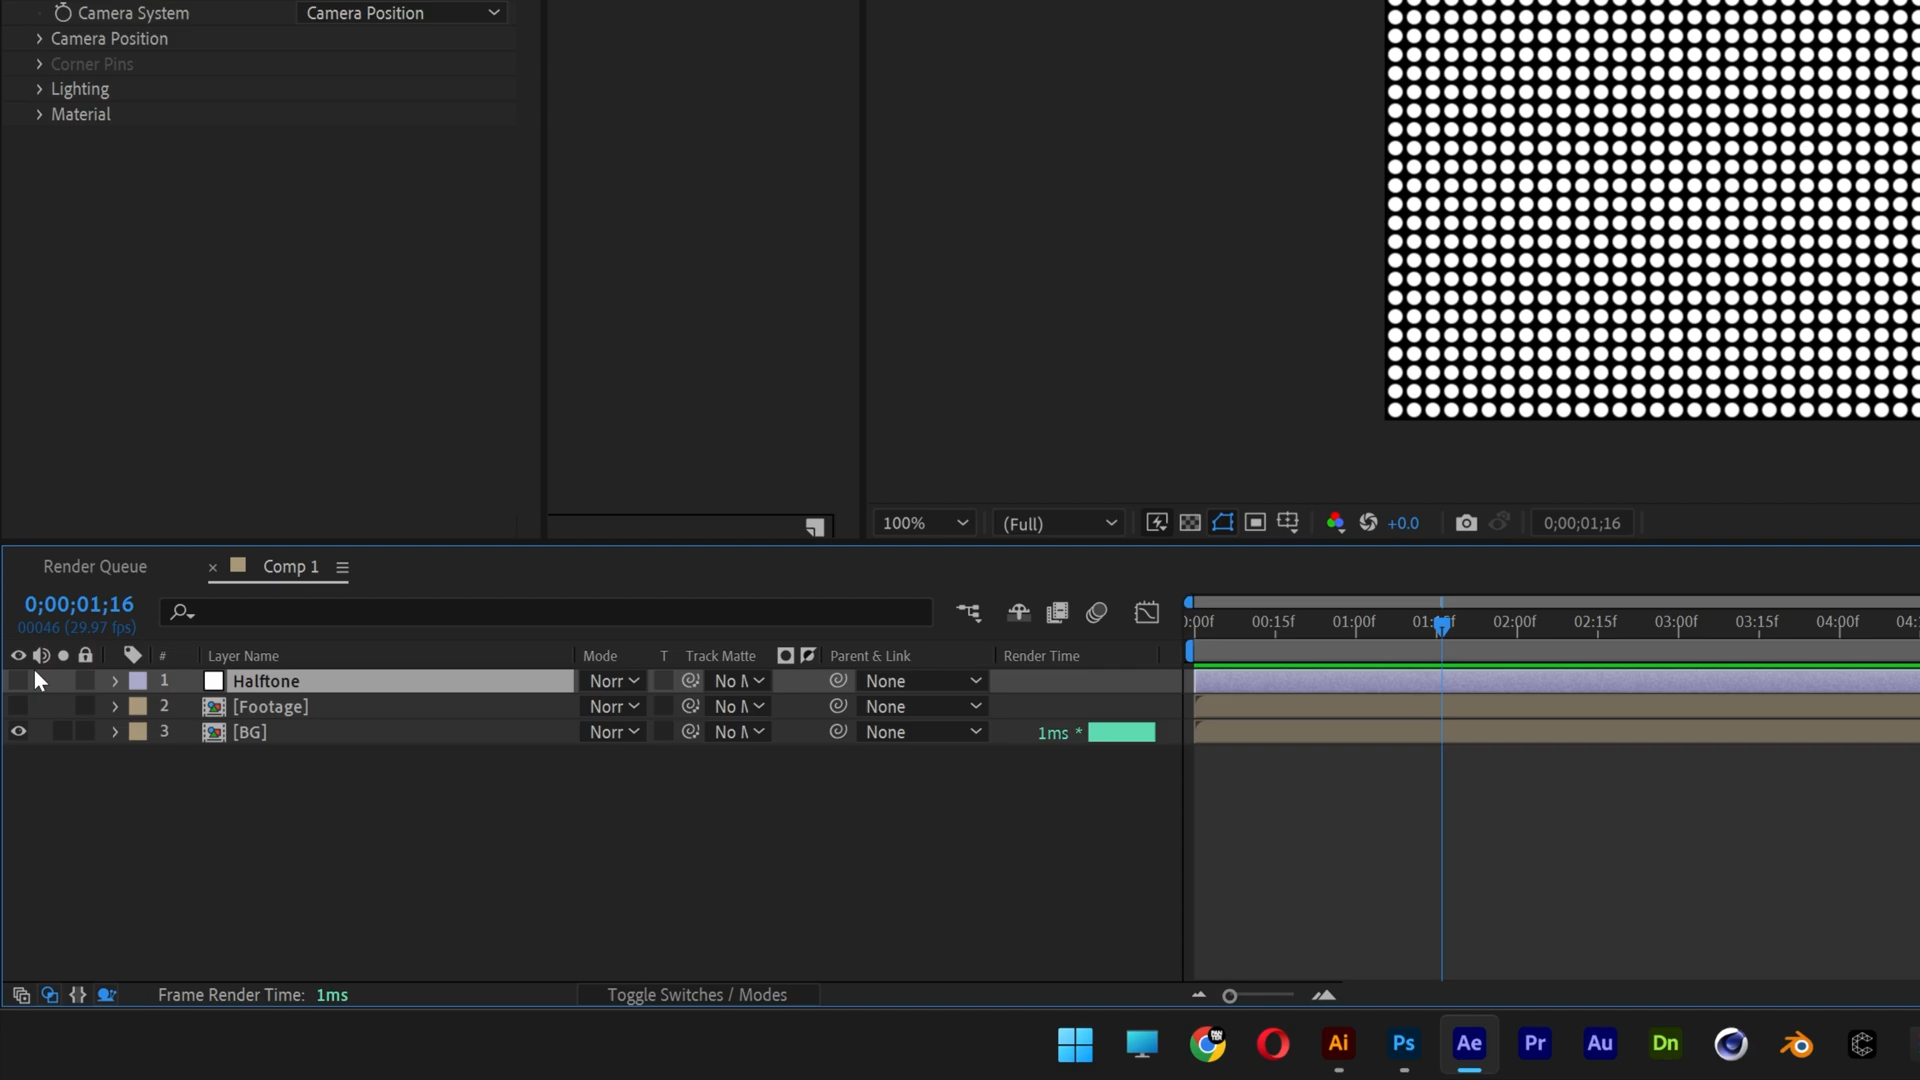 Camera System Camera Position
Camera Position
Corner Pins
Lighting
Material
100% (Full) +0.0 0;00;01;16
Render Queue × Comp 1
0;00;01;16
00046 (29.97 fps)
:00f 00:15f 01:00f 02:00f 02:15f 03:00f 03:15f 04:00f
# Layer Name Mode T Track Matte Parent & Link Render Time
1 Halftone Norr No None
2 [Footage] Norr No None
3 [BG] Norr No None 1ms *
Frame Render Time: 1ms Toggle Switches / Modes
Ai Ps Ae Pr Au Dn